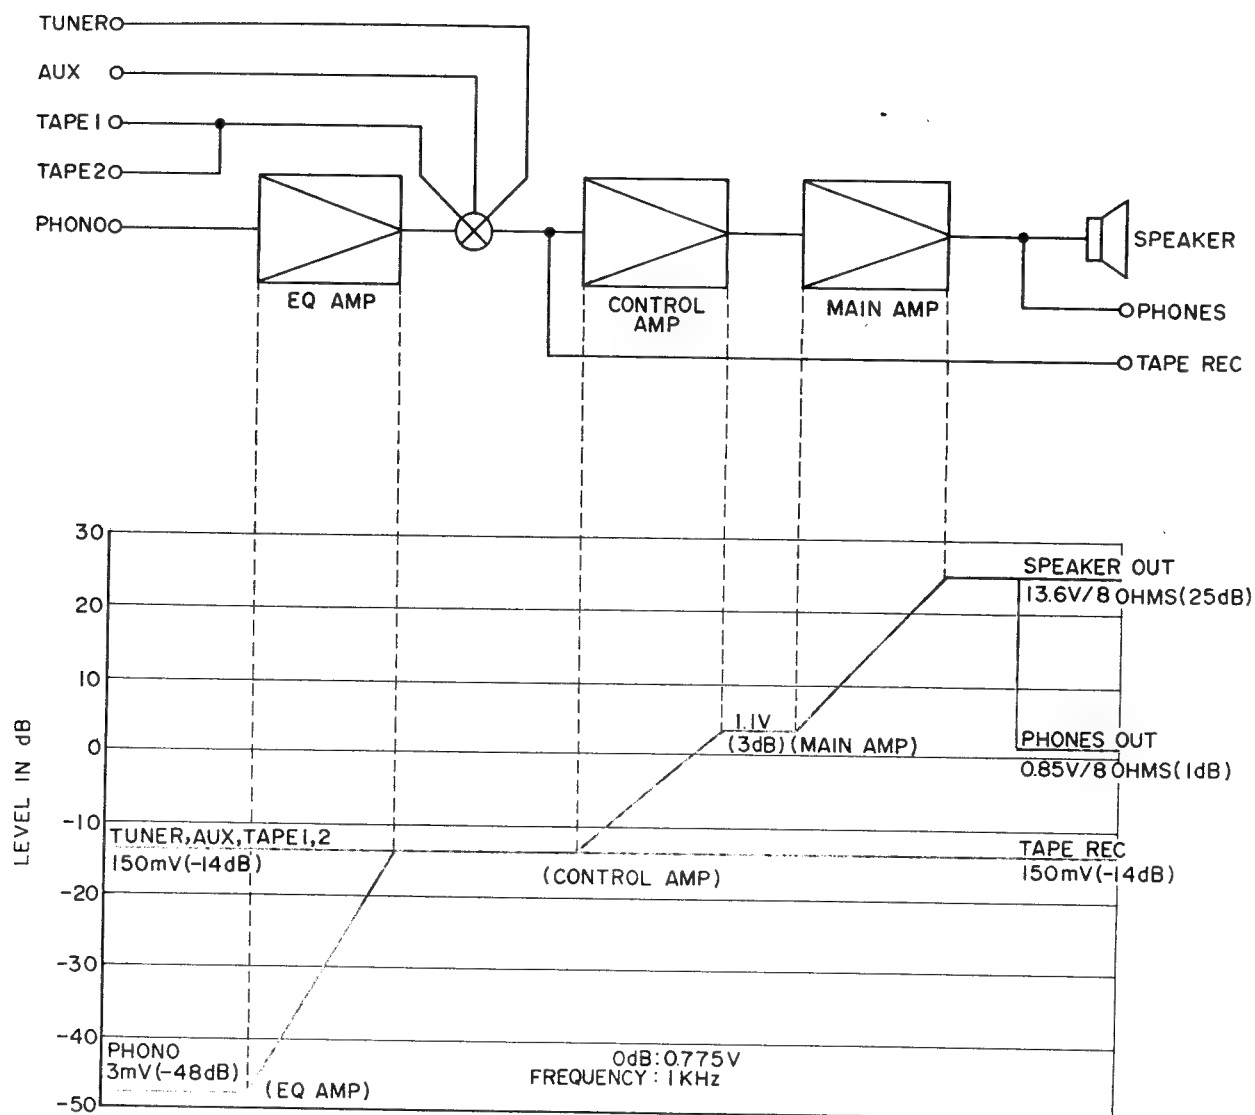 TUNER
AUX
TAPE1
TAPE2
PHONO
EQ AMP
CONTROL
AMP
MAIN AMP
SPEAKER
PHONES
TAPE REC
LEVEL IN dB
30
20
10
0
-10
-20
-30
-40
-50
SPEAKER OUT
13.6V/8 OHMS(25dB)
1.1V
(3dB)(MAIN AMP)
PHONES OUT
0.85V/8 OHMS(1dB)
TUNER,AUX,TAPE1,2
150mV(-14dB)
(CONTROL AMP)
TAPE REC
150mV(-14dB)
PHONO
3mV(-48dB)
(EQ AMP)
0dB:0.775V
FREQUENCY:1KHz